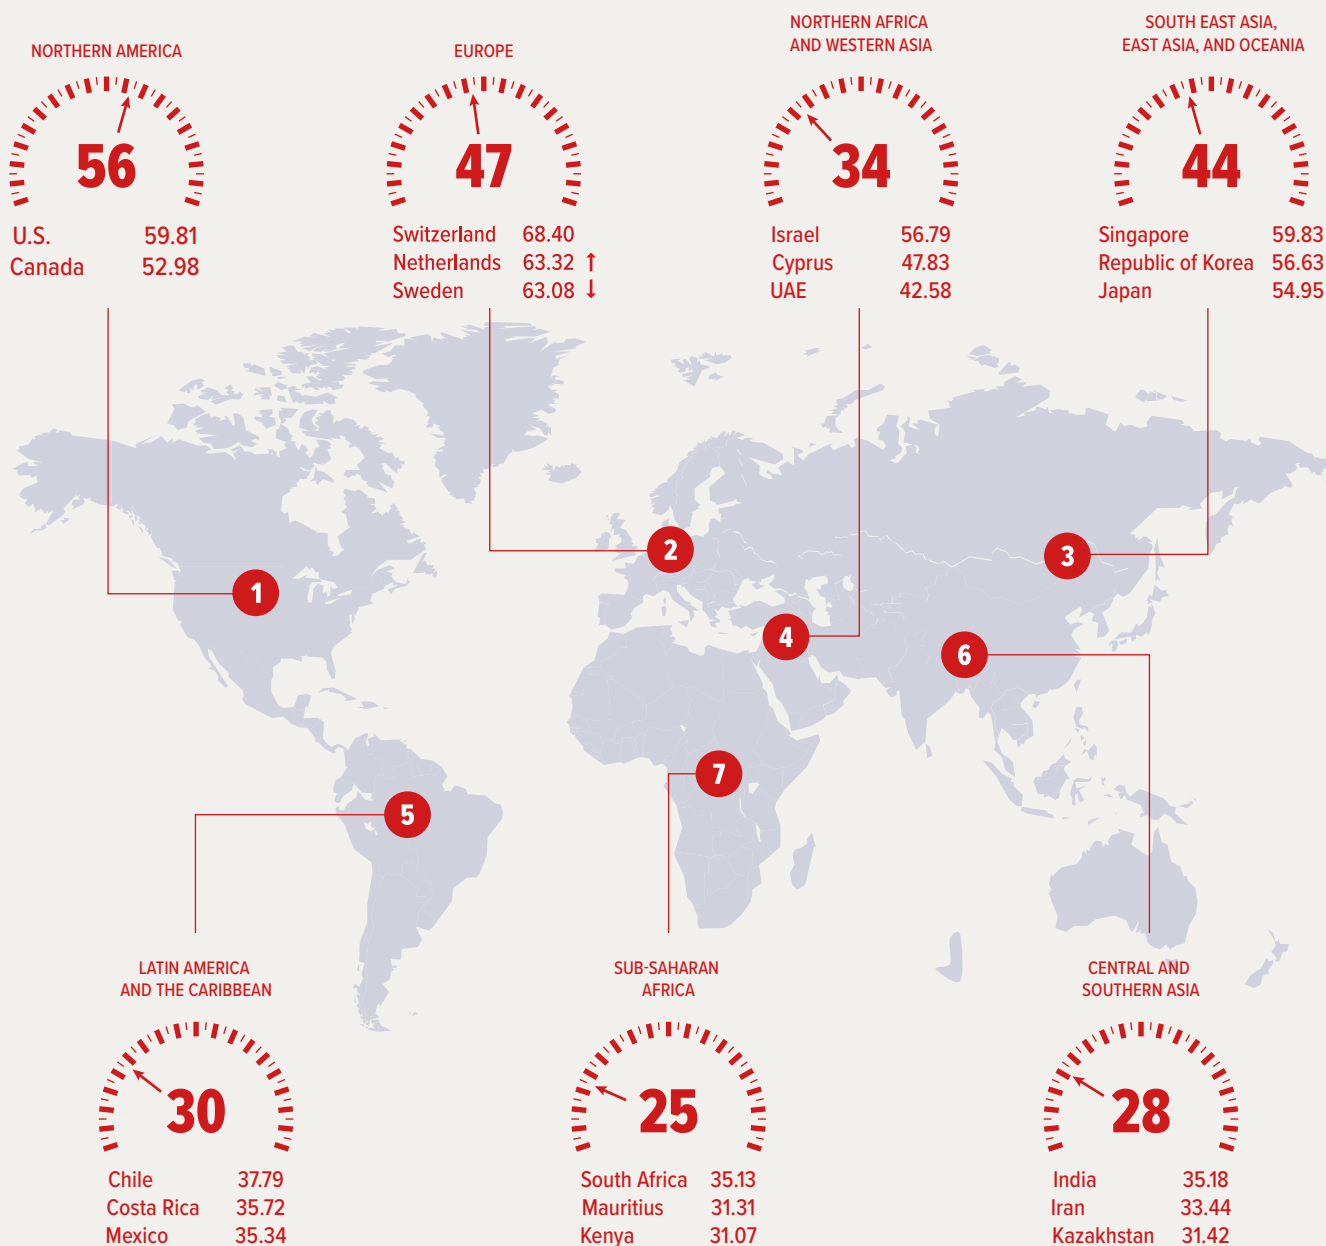 NORTHERN AMERICA
56
U.S. 59.81
Canada 52.98
EUROPE
47
Switzerland 68.40
Netherlands 63.32 ↑
Sweden 63.08 ↓
NORTHERN AFRICA
AND WESTERN ASIA
34
Israel 56.79
Cyprus 47.83
UAE 42.58
SOUTH EAST ASIA,
EAST ASIA, AND OCEANIA
44
Singapore 59.83
Republic of Korea 56.63
Japan 54.95
1
2
3
4
5
6
7
LATIN AMERICA
AND THE CARIBBEAN
30
Chile 37.79
Costa Rica 35.72
Mexico 35.34
SUB-SAHARAN
AFRICA
25
South Africa 35.13
Mauritius 31.31
Kenya 31.07
CENTRAL AND
SOUTHERN ASIA
28
India 35.18
Iran 33.44
Kazakhstan 31.42